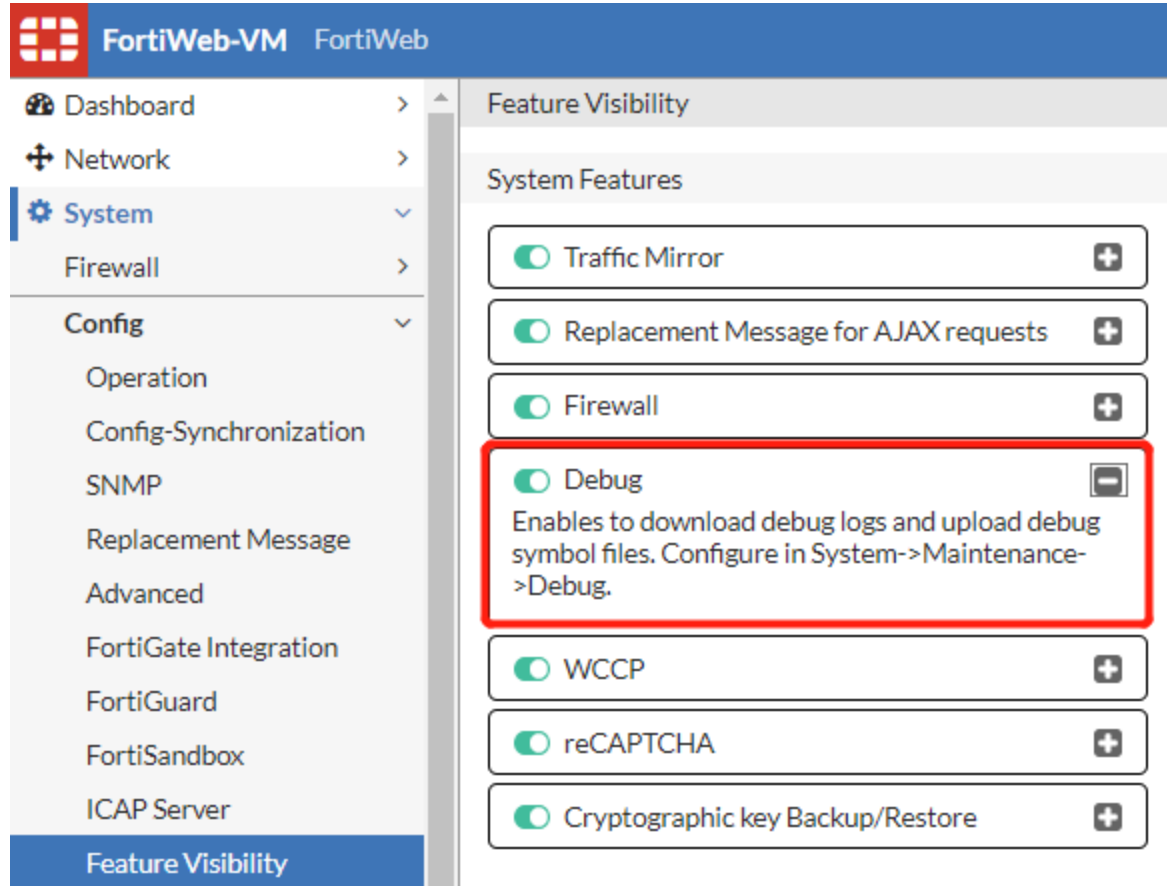 FortiWeb-VM FortiWeb
Dashboard
Network
System
Firewall
Config
Operation
Config-Synchronization
SNMP
Replacement Message
Advanced
FortiGate Integration
FortiGuard
FortiSandbox
ICAP Server
Feature Visibility
Feature Visibility
System Features
Traffic Mirror
Replacement Message for AJAX requests
Firewall
Debug
Enables to download debug logs and upload debug
symbol files. Configure in System->Maintenance-
>Debug.
WCCP
reCAPTCHA
Cryptographic key Backup/Restore